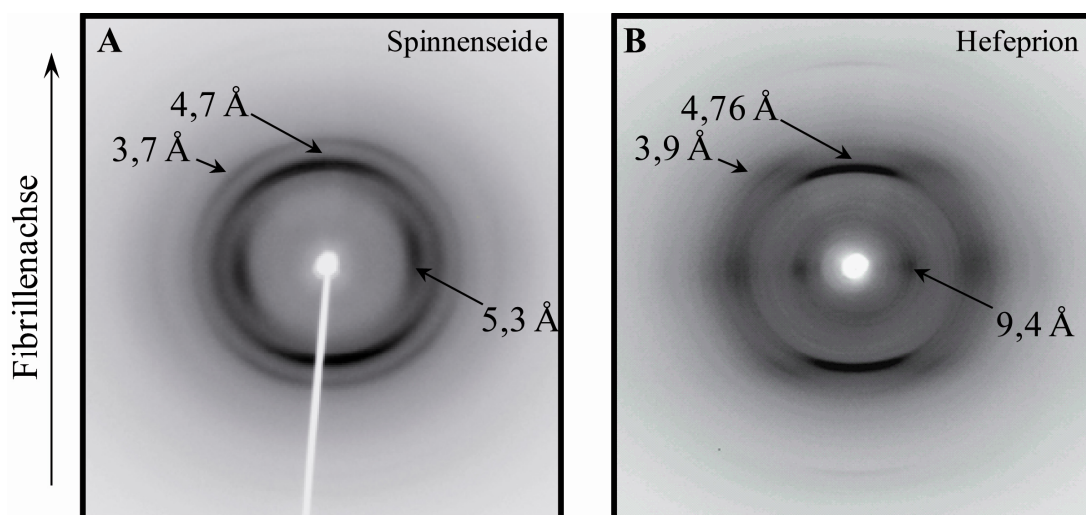 Fibrillenachse
A
Spinnenseide
4,7 Å
3,7 Å
5,3 Å
B
Hefeprion
4,76 Å
3,9 Å
9,4 Å